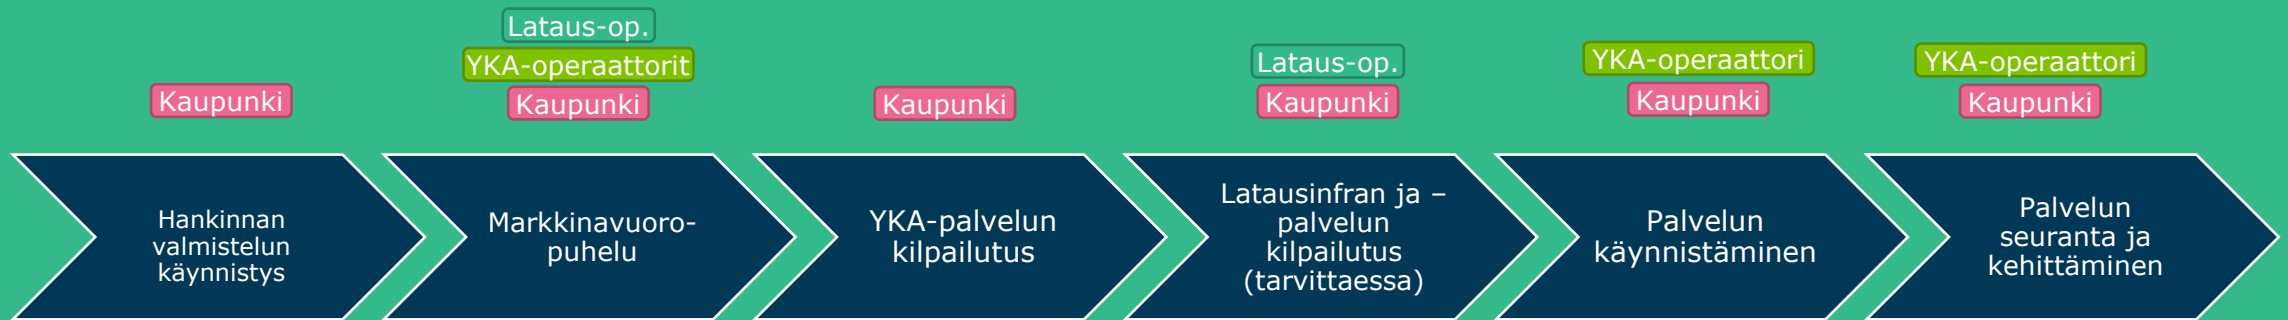 Kaupunki
Lataus-op.
YKA-operaattorit
Kaupunki
Kaupunki
Lataus-op.
Kaupunki
YKA-operaattori
Kaupunki
YKA-operaattori
Kaupunki
Hankinnan
valmistelun
käynnistys
Markkinavuoro-
puhelu
YKA-palvelun
kilpailutus
Latausinfran ja –
palvelun
kilpailutus
(tarvittaessa)
Palvelun
käynnistäminen
Palvelun
seuranta ja
kehittäminen